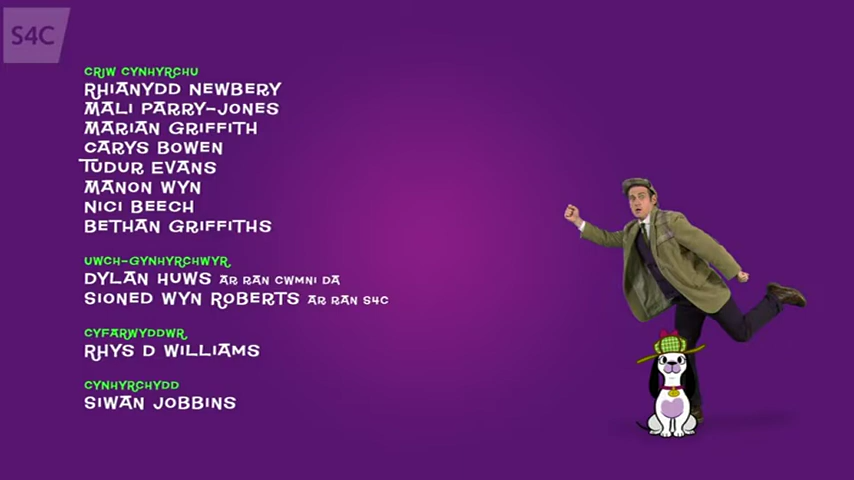 S4C
CRIW CYNHYRCHU
RHIANYDD NEWBERY
MALI PARRY-JONES
MARIAN GRIFFITH
CARYS BOWEN
TUDUR EVANS
MANON WYN
NICI BEECH
BETHAN GRIFFITHS
UWCH-GYNHYRCHWYR
DYLAN HUWS AR RAN CWMNI DA
SIONED WYN ROBERTS AR RAN S4C
CYFARWYDDWR
RHYS D WILLIAMS
CYNHYRCHYDD
SIWAN JOBBINS